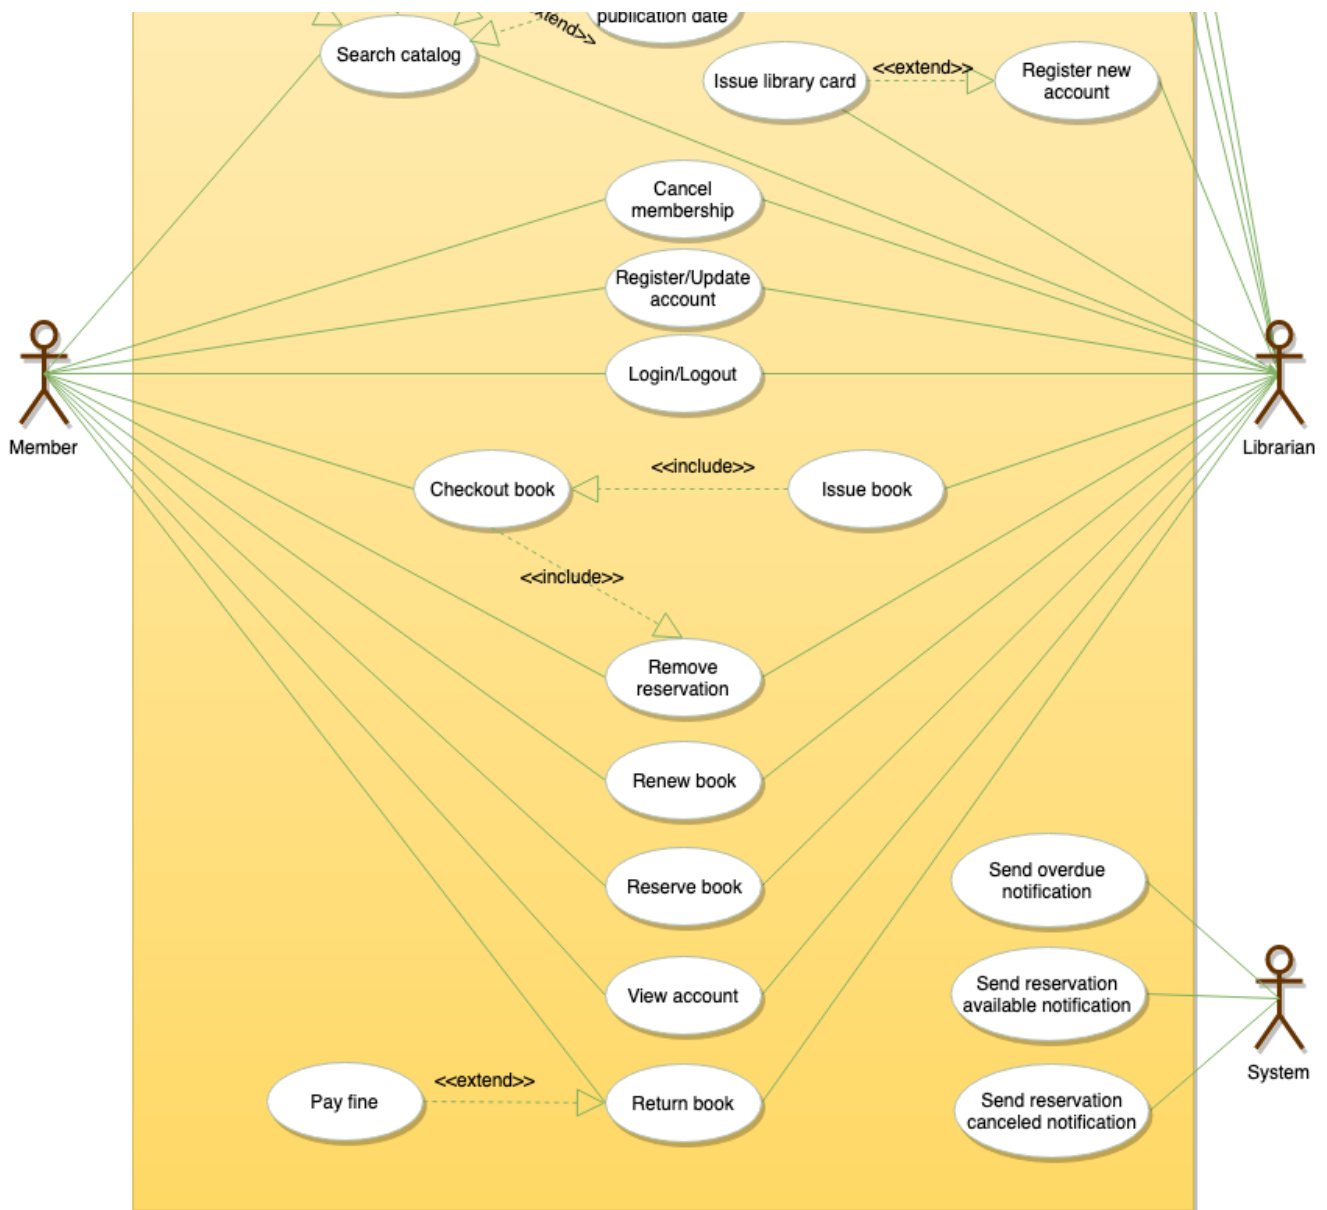 publication date
<<extend>>
Search catalog
Issue library card
<<extend>>
Register new
account
Cancel
membership
Register/Update
account
Login/Logout
Member
Librarian
<<include>>
Checkout book
Issue book
<<include>>
Remove
reservation
Renew book
Reserve book
Send overdue
notification
View account
Send reservation
available notification
System
Pay fine
<<extend>>
Return book
Send reservation
canceled notification